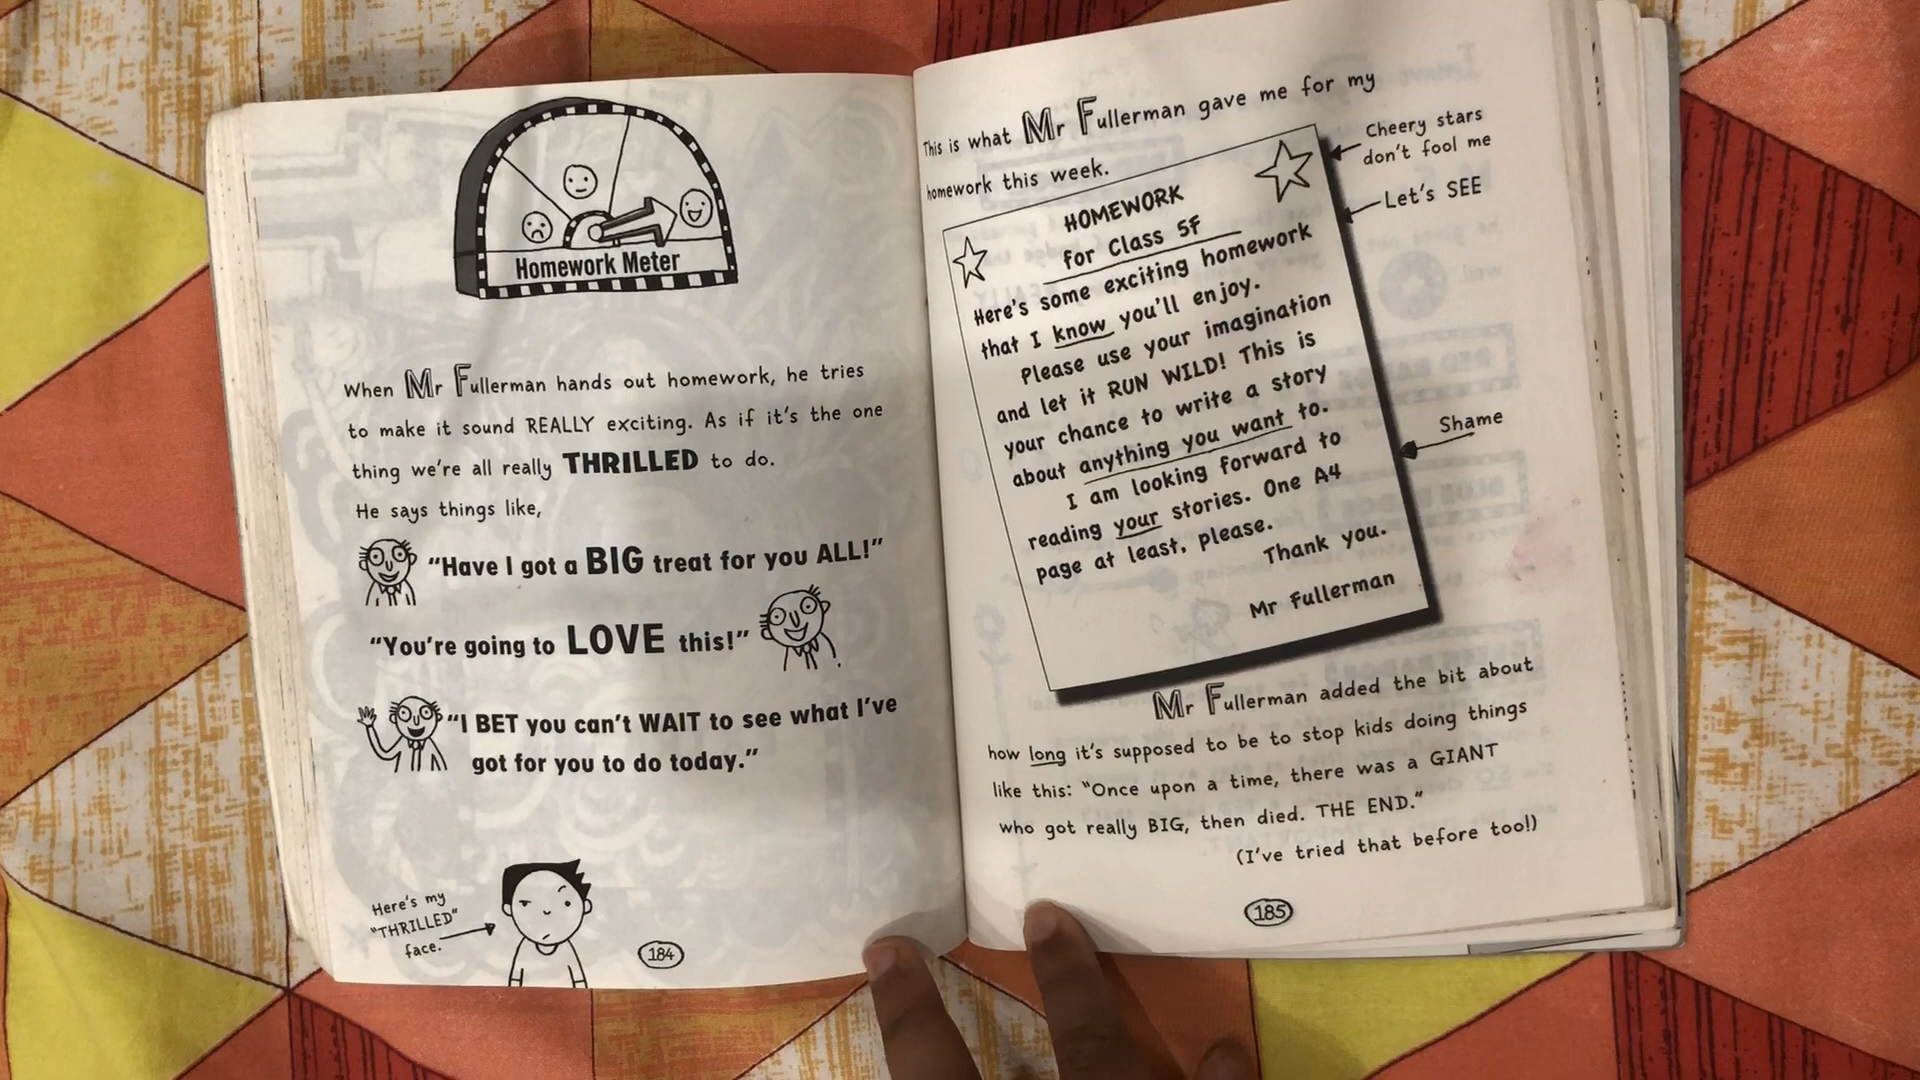 Homework Meter
When Mr Fullerman hands out homework, he tries
to make it sound REALLY exciting. As if it's the one
thing we're all really THRILLED to do.
He says things like,
"Have I got a BIG treat for you ALL!"
"You're going to LOVE this!"
"I BET you can't WAIT to see what I've
got for you to do today."
Here's my
"THRILLED"
face.
184
This is what Mr Fullerman gave me for my
homework this week.
Cheery stars
don't fool me
Let's SEE
HOMEWORK
for Class 5F
Here's some exciting homework
that I know you'll enjoy.
Please use your imagination
and let it RUN WILD! This is
your chance to write a story
about anything you want to.
I am looking forward to
reading your stories. One A4
page at least, please.
Thank you.
Mr Fullerman
Shame
Mr Fullerman added the bit about
how long it's supposed to be to stop kids doing things
like this: "Once upon a time, there was a GIANT
who got really BIG, then died. THE END."
(I've tried that before too!)
185